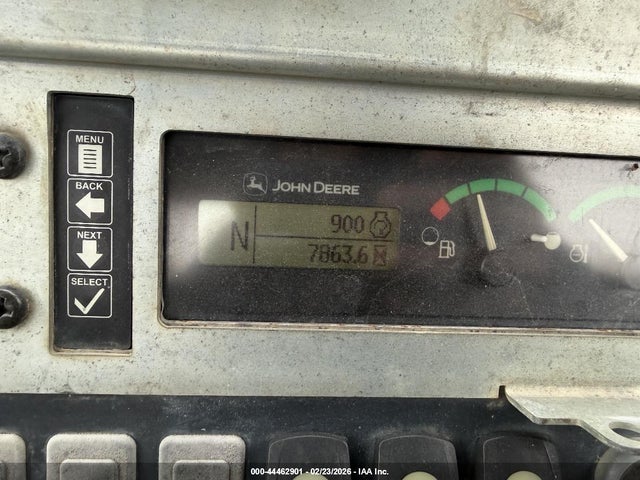 MENU
BACK
NEXT
SELECT
JOHN DEERE
N
900
7863.6
000-44462901 - 02/23/2026 - IAA Inc.